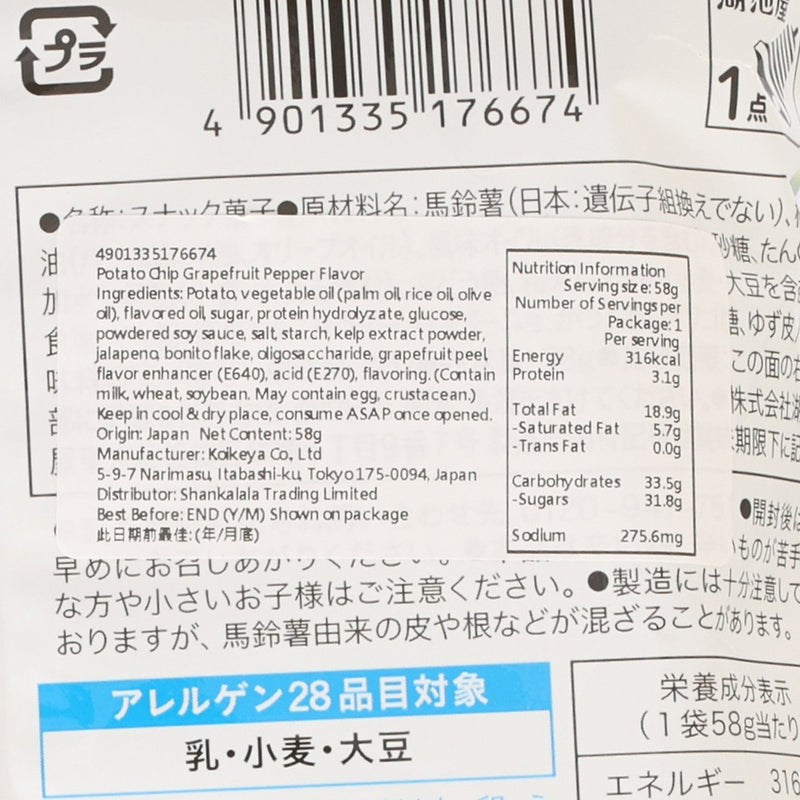 プラ
湖池屋
1点
4 901335 176674
●名称:スナック菓子●原材料名:馬鈴薯(日本:遺伝子組換えでない)、
油
砂糖、たん
加
大豆を含
食
唐、ゆず皮
味
この面の右
部
株式会社湖
期限下に記
4901335176674
Potato Chip Grapefruit Pepper Flavor
Ingredients: Potato, vegetable oil (palm oil, rice oil, olive
oil), flavored oil, sugar, protein hydrolyzate, glucose,
powdered soy sauce, salt, starch, kelp extract powder,
jalapeno, bonito flake, oligosaccharide, grapefruit peel,
flavor enhancer (E640), acid (E270), flavoring. (Contain
milk, wheat, soybean. May contain egg, crustacean.)
Keep in cool & dry place, consume ASAP once opened.
Origin: Japan Net Content: 58g
Manufacturer: Koikeya Co., Ltd
5-9-7 Narimasu, Itabashi-ku, Tokyo 175-0094, Japan
Distributor: Shankalala Trading Limited
Best Before: END (Y/M) Shown on package
此日期前最佳:(年/月底)
Nutrition Information
Serving size: 58g
Number of Servings per
Package: 1
Per serving
Energy 316kcal
Protein 3.1g
Total Fat 18.9g
-Saturated Fat 5.7g
-Trans Fat 0.0g
Carbohydrates 33.5g
-Sugars 31.8g
Sodium 275.6mg
●開封後は
早めにお召しあがりください。
いものが苦手
な方や小さいお子様はご注意ください。●製造には十分注意して
おりますが、馬鈴薯由来の皮や根などが混ざることがあります。
アレルゲン28品目対象
乳・小麦・大豆
栄養成分表示
(1袋58g当たり
エネルギー 316